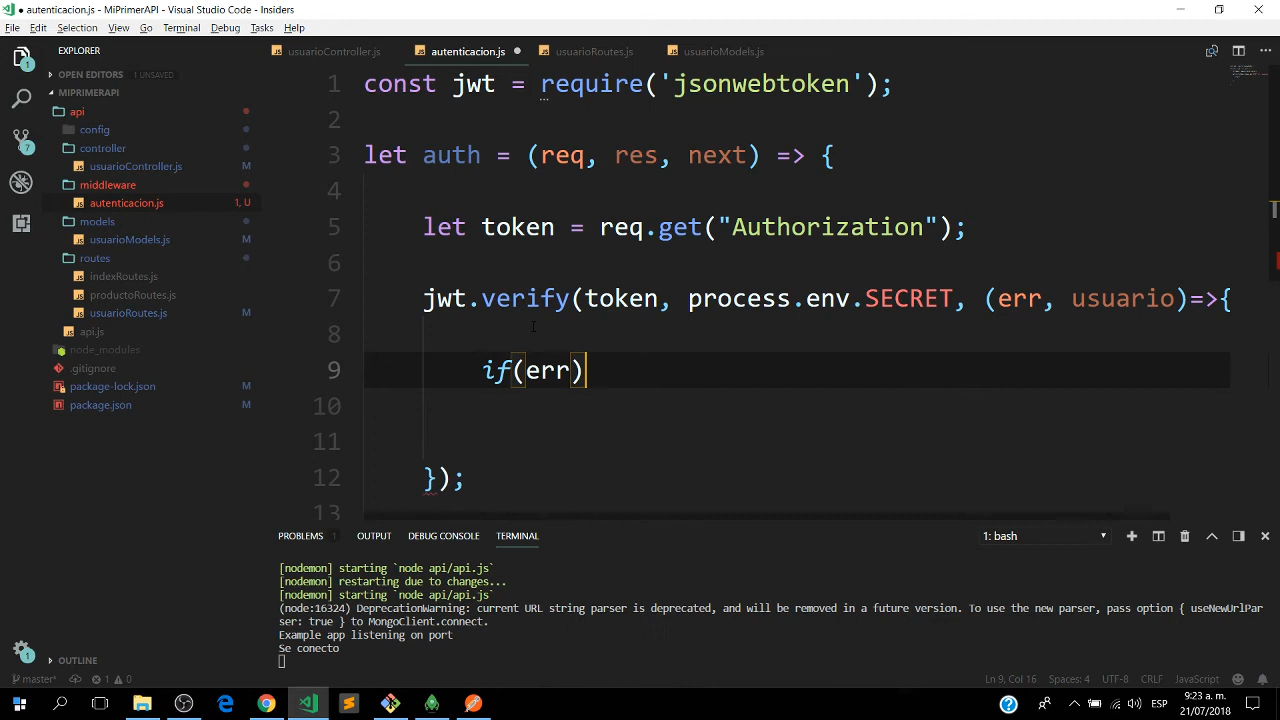 ● autenticacion.js - MiPrimerAPI - Visual Studio Code - Insiders
File Edit Selection View Go Terminal Debug Tasks Help
EXPLORER
usuarioController.js autenticacion.js ● usuarioRoutes.js usuarioModels.js
OPEN EDITORS 1 UNSAVED
MIPRIMERAPI
api
config
controller
usuarioController.js M
middleware
autenticacion.js 1, U
models
usuarioModels.js M
routes
indexRoutes.js
productoRoutes.js
usuarioRoutes.js M
api.js
node_modules
.gitignore
package-lock.json M
package.json M
OUTLINE
7
1 const jwt = require('jsonwebtoken');
2
3 let auth = (req, res, next) => {
4
5 let token = req.get("Authorization");
6
7 jwt.verify(token, process.env.SECRET, (err, usuario)=>{
8
9 if(err)
10
11
12 });
13
PROBLEMS 1 OUTPUT DEBUG CONSOLE TERMINAL 1: bash
[nodemon] starting `node api/api.js`
[nodemon] restarting due to changes...
[nodemon] starting `node api/api.js`
(node:16324) DeprecationWarning: current URL string parser is deprecated, and will be removed in a future version. To use the new parser, pass option { useNewUrlPar
ser: true } to MongoClient.connect.
Example app listening on port
Se conecto
master* 1 0 Ln 9, Col 16 Spaces: 4 UTF-8 CRLF JavaScript
ESP 9:23 a. m.
21/07/2018